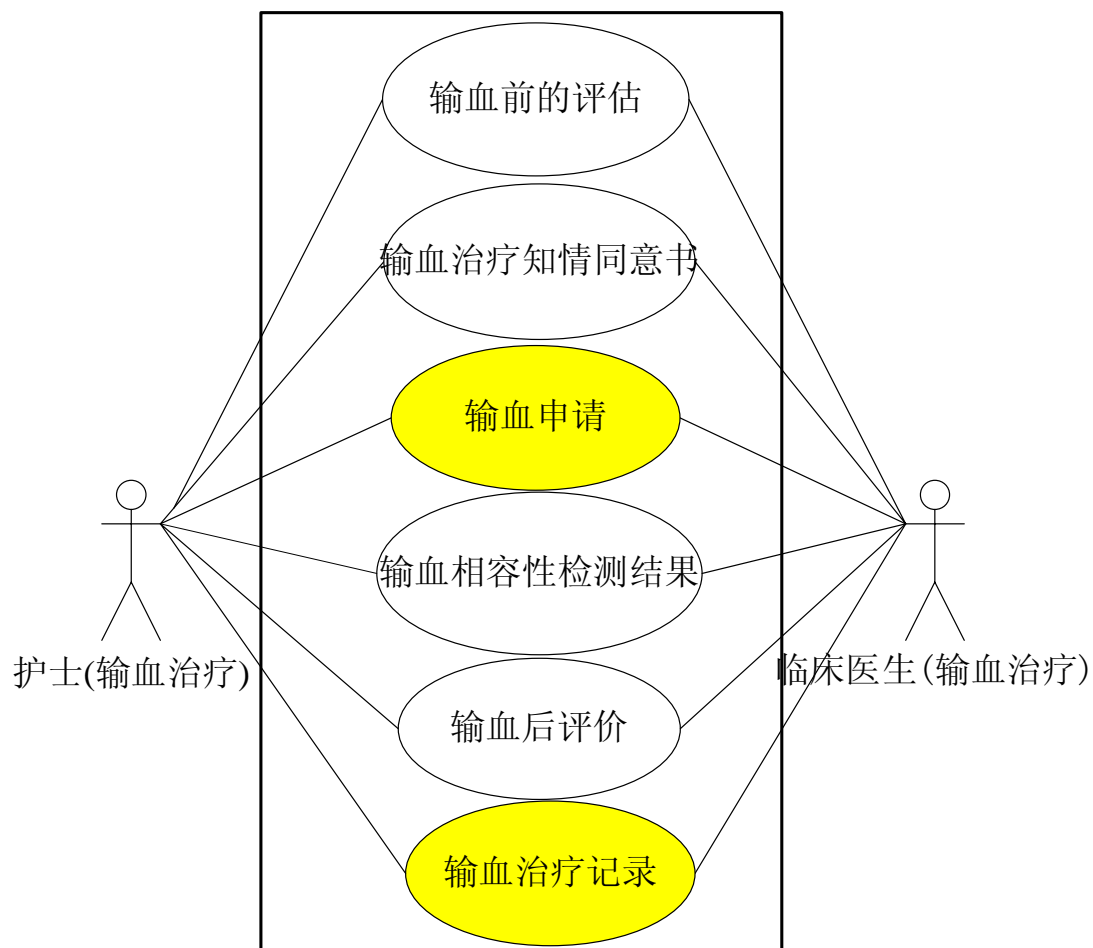 输血前的评估
输血治疗知情同意书
输血申请
输血相容性检测结果
护士(输血治疗)
临床医生(输血治疗)
输血后评价
输血治疗记录